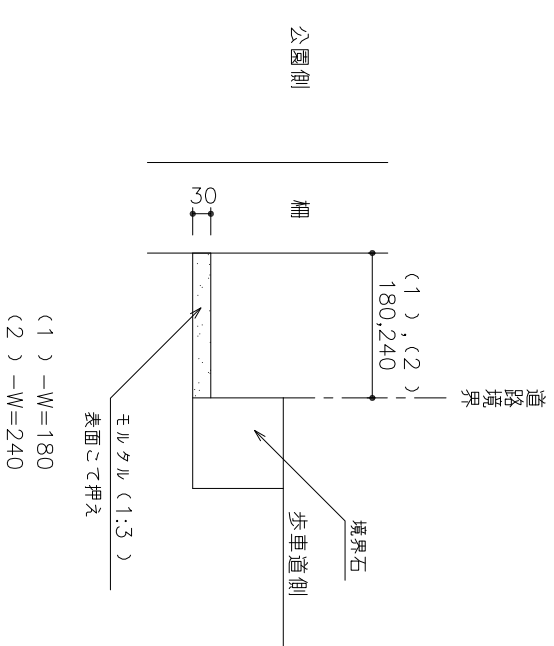 公園側
柵
30
(1),(2)
180,240
道路境界
境界石
歩車道側
モルタル(1:3)
表面こて押え
(1)-W=180
(2)-W=240